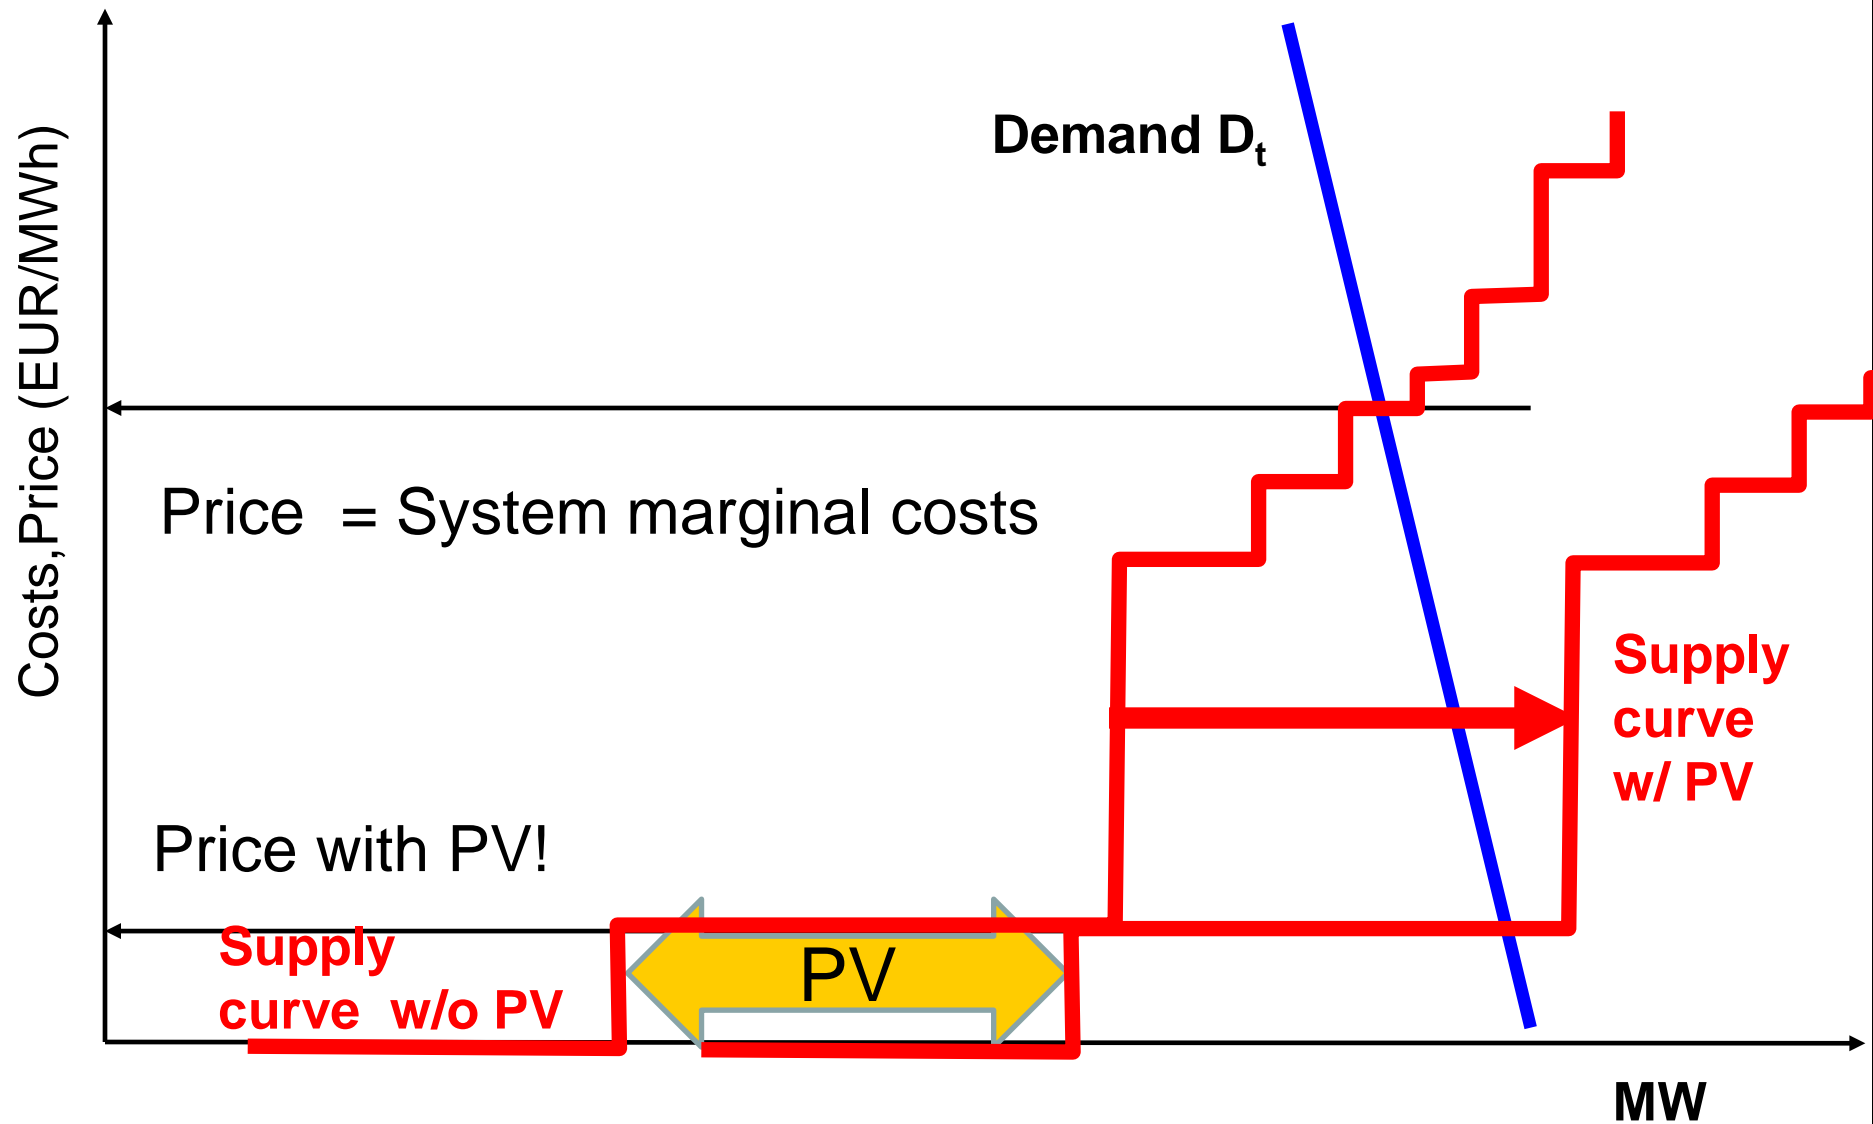 Costs,Price (EUR/MWh)
Demand Dt
Price = System marginal costs
Supply
curve
w/ PV
Price with PV!
Supply
curve w/o PV
PV
MW